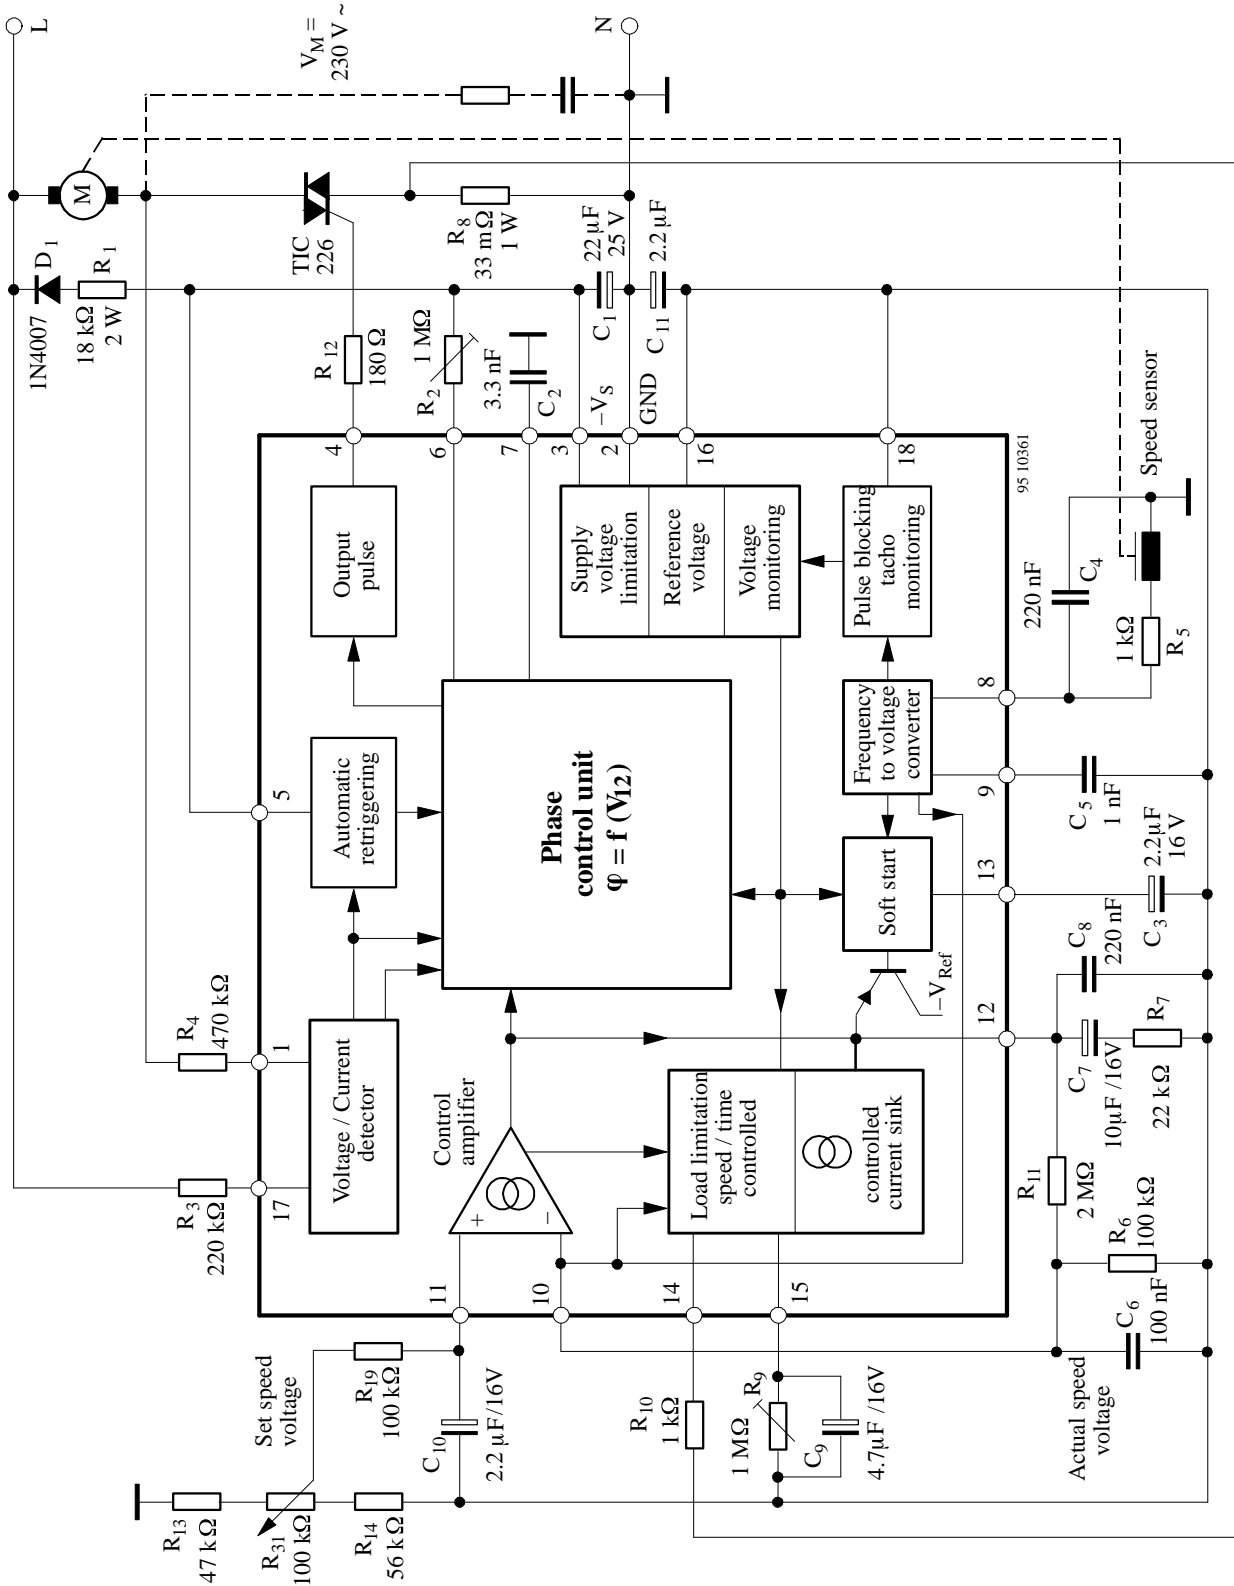 L
N
V_M =
230 V ~
M
D₁
1N4007
R₁
18 kΩ
2 W
TIC
226
R₈
33 mΩ
1 W
22 µF
25 V
C₁
2.2 µF
C₁₁
R₁₂
180 Ω
1 MΩ
R₂
3.3 nF
C₂
–V_S
GND
4
6
7
3
2
16
18
95 10361
Speed sensor
Output
pulse
Supply
voltage
limitation
Reference
voltage
Voltage
monitoring
Pulse blocking
tacho
monitoring
220 nF
C₄
1 kΩ
R₅
5
Automatic
retriggering
Phase
control unit
φ = f (V₁₂)
Frequency
to voltage
converter
8
9
C₅
1 nF
Soft start
13
2.2µF
16 V
C₃
C₈
220 nF
–V_Ref
12
R₄
470 kΩ
1
R₃
220 kΩ
17
Voltage / Current
detector
Control
amplifier
+
–
Load limitation
speed / time
controlled
controlled
current sink
C₇
10µF /16V
R₇
22 kΩ
R₁₁
2 MΩ
R₆
100 kΩ
C₆
100 nF
11
10
14
15
Set speed
voltage
R₁₉
100 kΩ
C₁₀
2.2 µF/16V
R₁₀
1 kΩ
R₉
1 MΩ
C₉
4.7µF /16V
Actual speed
voltage
R₁₃
47 kΩ
R₃₁
100 kΩ
R₁₄
56 kΩ